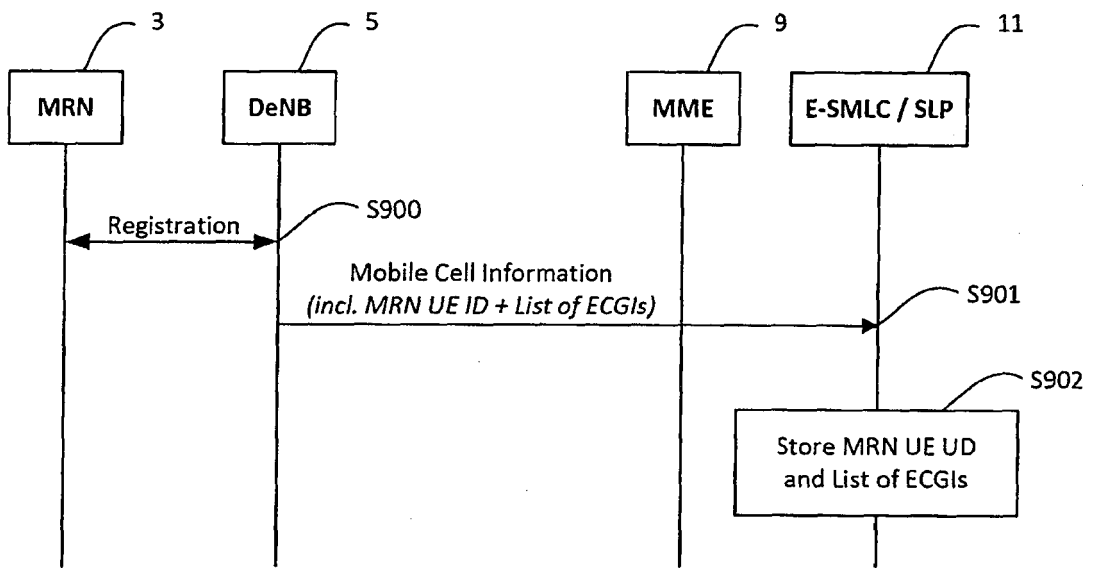 3
5
9
11
MRN
DeNB
MME
E-SMLC / SLP
Registration
S900
Mobile Cell Information
(incl. MRN UE ID + List of ECGIs)
S901
S902
Store MRN UE UD
and List of ECGIs